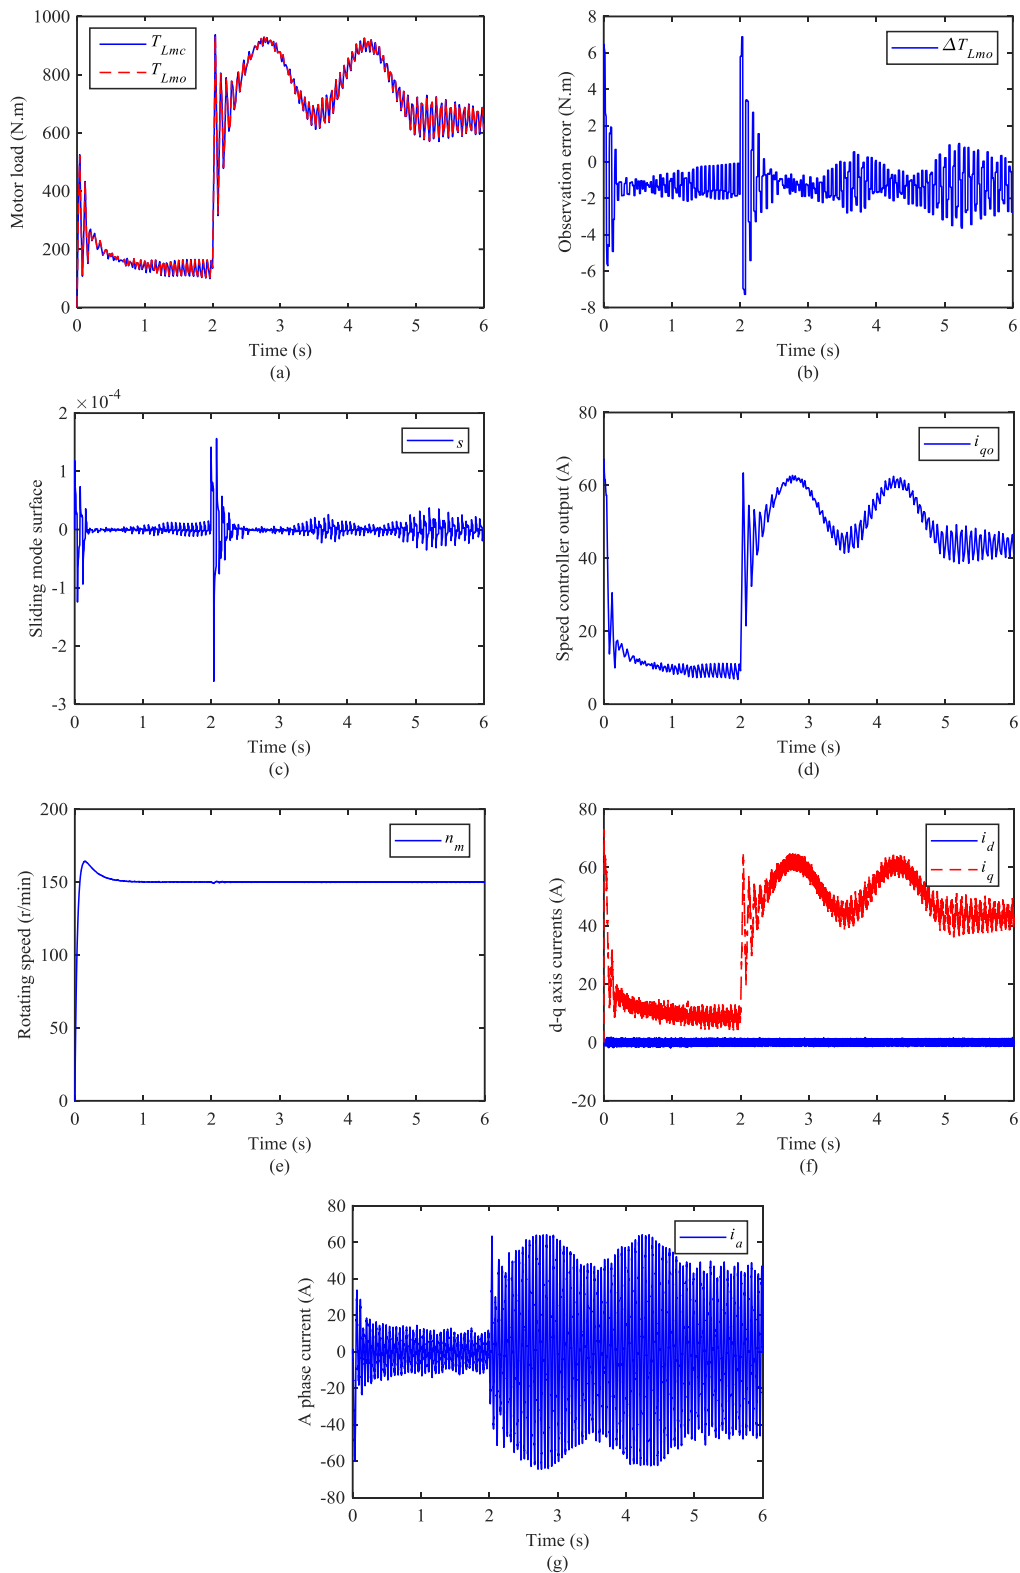 1000
800
600
400
200
0
Motor load (N.m)
T_Lmc
T_Lmo
0 1 2 3 4 5 6
Time (s)
(a)
8
6
4
2
0
-2
-4
-6
-8
Observation error (N.m)
ΔT_Lmo
0 1 2 3 4 5 6
Time (s)
(b)
×10^-4
2
1
0
-1
-2
-3
Sliding mode surface
s
0 1 2 3 4 5 6
Time (s)
(c)
80
60
40
20
0
Speed controller output (A)
i_qo
0 1 2 3 4 5 6
Time (s)
(d)
200
150
100
50
0
Rotating speed (r/min)
n_m
0 1 2 3 4 5 6
Time (s)
(e)
80
60
40
20
0
-20
d-q axis currents (A)
i_d
i_q
0 1 2 3 4 5 6
Time (s)
(f)
80
60
40
20
0
-20
-40
-60
-80
A phase current (A)
i_a
0 1 2 3 4 5 6
Time (s)
(g)